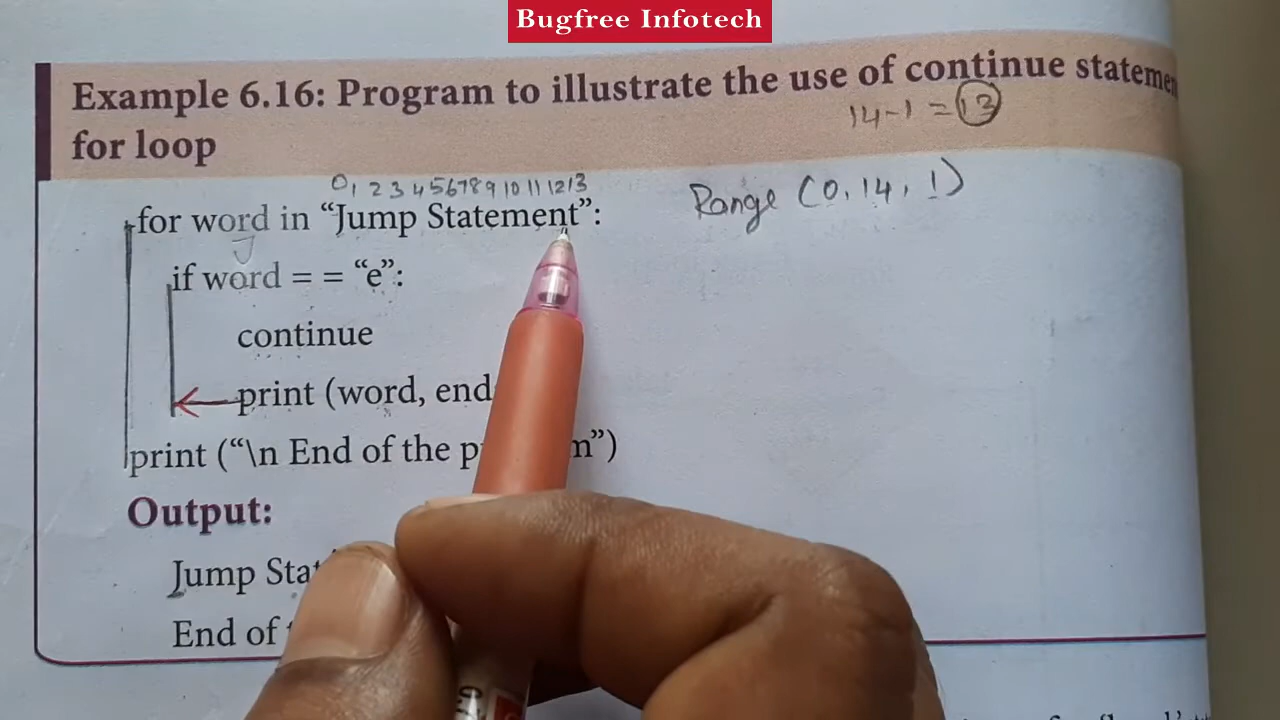 Bugfree Infotech
Example 6.16: Program to illustrate the use of continue
for loop
14-1 = 13
0 1 2 3 4 5 6 7 8 9 10 11 12 13
Range (0, 14, 1)
for word in “Jump Statement”:
J
if word = = “e”:
continue
print (word, end
print (“\n End of the
Output:
Jump
End of